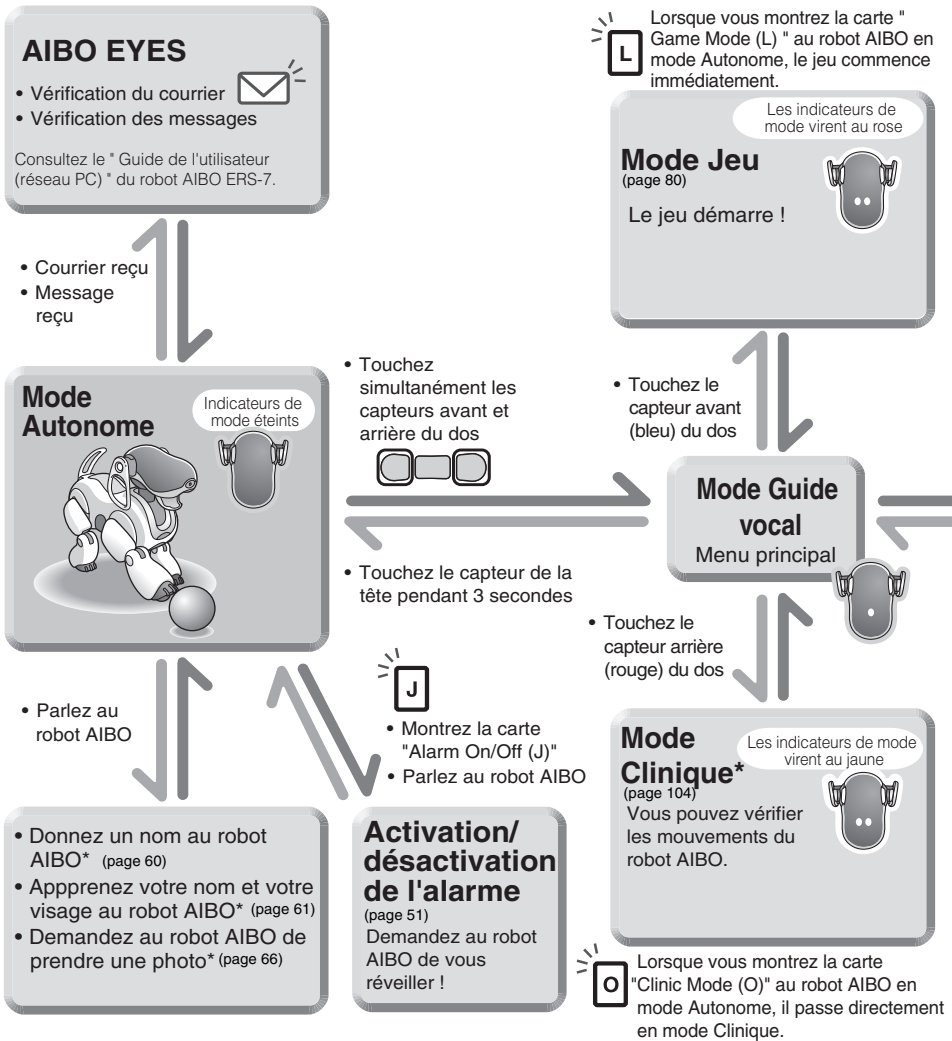 AIBO EYES
• Vérification du courrier
• Vérification des messages
Consultez le " Guide de l'utilisateur
(réseau PC) " du robot AIBO ERS-7.
• Courrier reçu
• Message
reçu
L
Lorsque vous montrez la carte "
Game Mode (L) " au robot AIBO en
mode Autonome, le jeu commence
immédiatement.
Les indicateurs de
mode virent au rose
Mode Jeu
(page 80)
Le jeu démarre !
Mode
Autonome
Indicateurs de
mode éteints
• Touchez
simultanément les
capteurs avant et
arrière du dos
• Touchez le
capteur avant
(bleu) du dos
Mode Guide
vocal
Menu principal
• Touchez le capteur de la
tête pendant 3 secondes
• Touchez le
capteur arrière
(rouge) du dos
• Parlez au
robot AIBO
J
• Montrez la carte
"Alarm On/Off (J)"
• Parlez au robot AIBO
• Donnez un nom au robot
AIBO* (page 60)
• Appprenez votre nom et votre
visage au robot AIBO* (page 61)
• Demandez au robot AIBO de
prendre une photo* (page 66)
Activation/
désactivation
de l'alarme
(page 51)
Demandez au robot
AIBO de vous
réveiller !
Mode
Clinique*
(page 104)
Les indicateurs de mode
virent au jaune
Vous pouvez vérifier
les mouvements du
robot AIBO.
O
Lorsque vous montrez la carte
"Clinic Mode (O)" au robot AIBO en
mode Autonome, il passe directement
en mode Clinique.